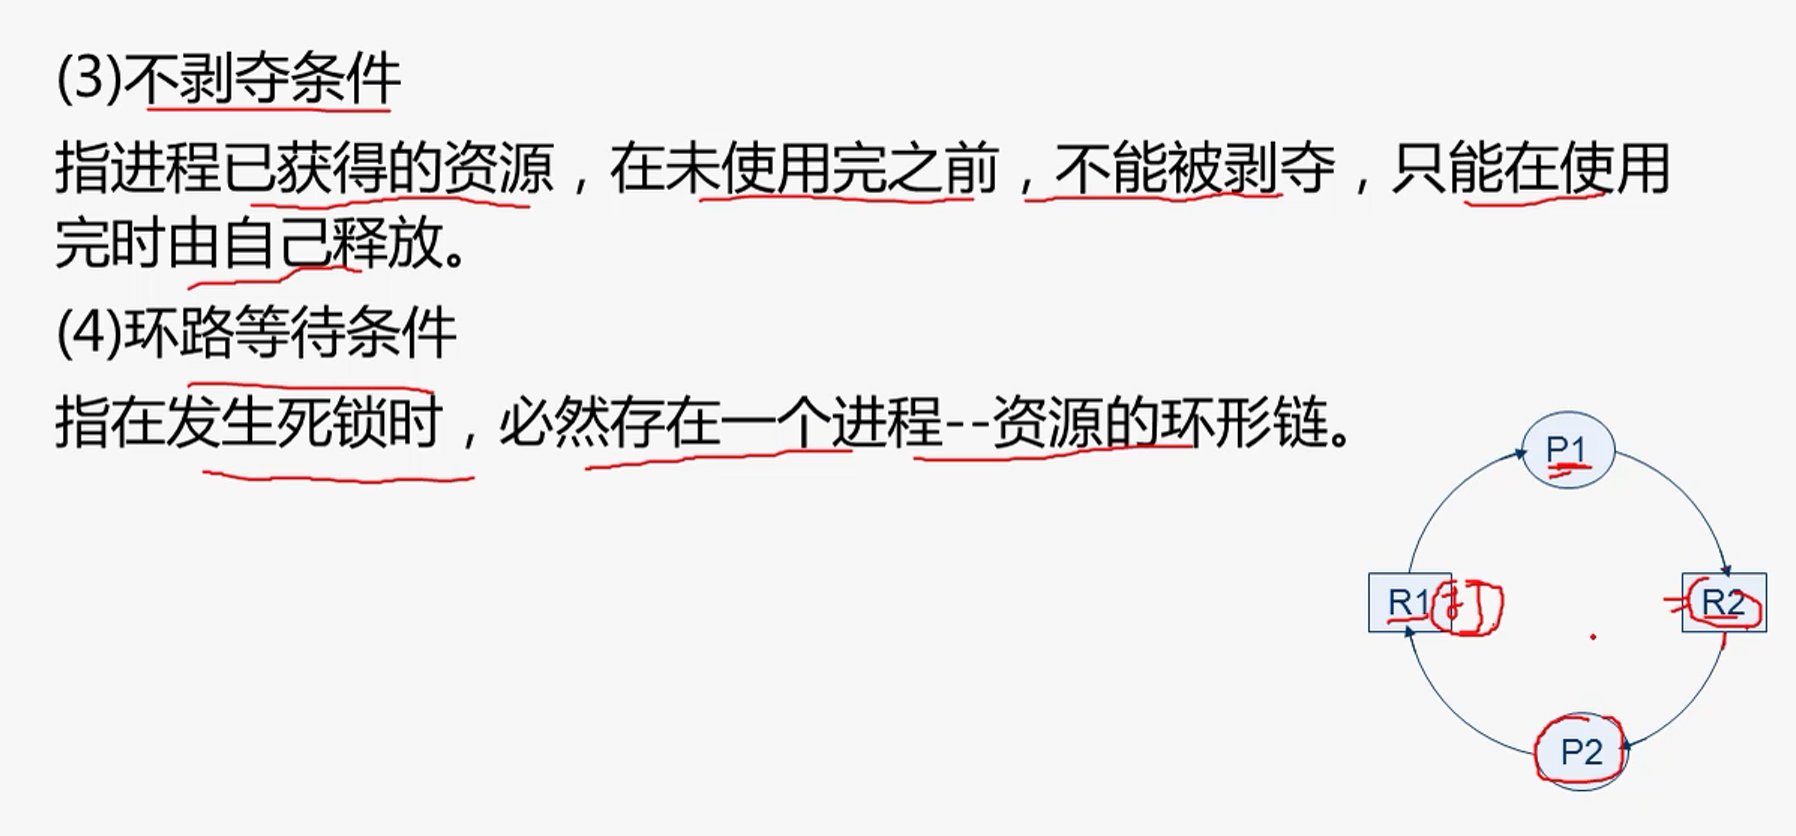 (3)不剥夺条件
指进程已获得的资源，在未使用完之前，不能被剥夺，只能在使用
完时由自己释放。
(4)环路等待条件
指在发生死锁时，必然存在一个进程--资源的环形链。
P1
R1
R2
P2